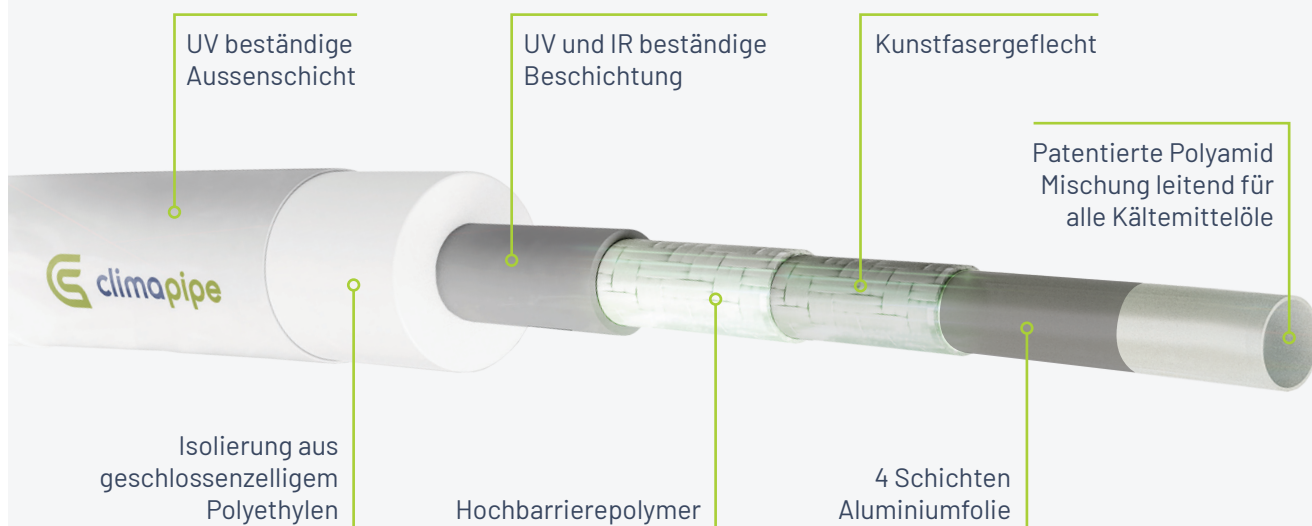 UV beständige
Aussenschicht
UV und IR beständige
Beschichtung
Kunstfasergeflecht
Patentierte Polyamid
Mischung leitend für
alle Kältemittelöle
climapipe
Isolierung aus
geschlossenzelligem
Polyethylen
Hochbarrierepolymer
4 Schichten
Aluminiumfolie